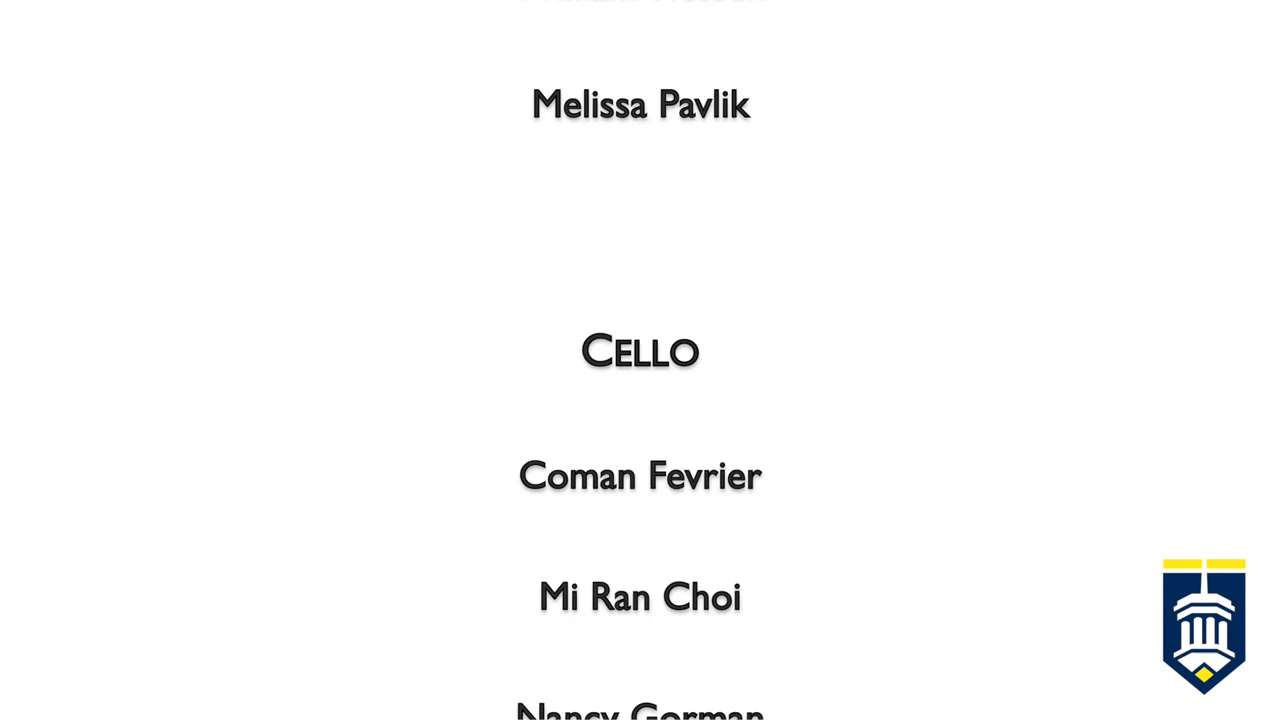 Melissa Pavlik
CELLO
Coman Fevrier
Mi Ran Choi
Nancy Gorman